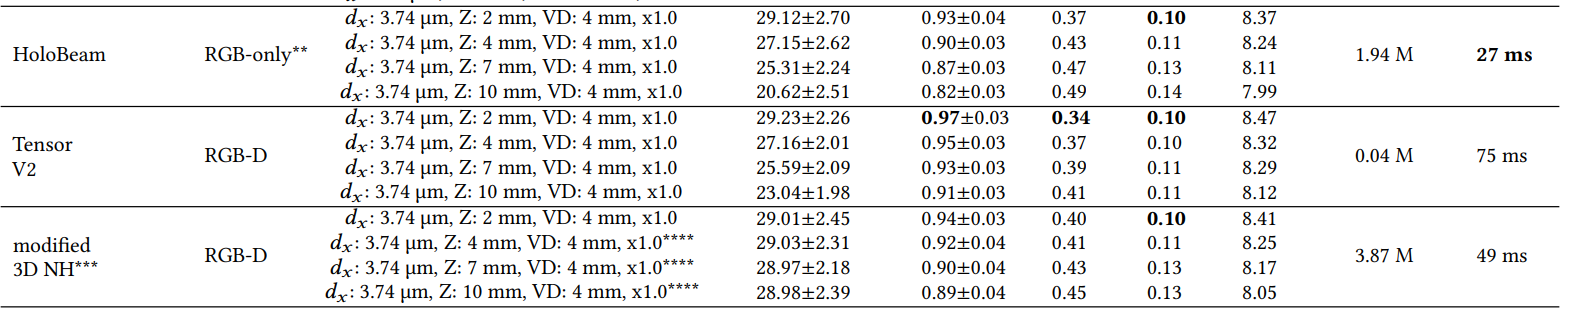 dx: 3.74 μm, Z: 2 mm, VD: 4 mm, x1.0 29.12±2.70 0.93±0.04 0.37 0.10 8.37
dx: 3.74 μm, Z: 4 mm, VD: 4 mm, x1.0 27.15±2.62 0.90±0.03 0.43 0.11 8.24
HoloBeam RGB-only** 1.94 M 27 ms
dx: 3.74 μm, Z: 7 mm, VD: 4 mm, x1.0 25.31±2.24 0.87±0.03 0.47 0.13 8.11
dx: 3.74 μm, Z: 10 mm, VD: 4 mm, x1.0 20.62±2.51 0.82±0.03 0.49 0.14 7.99
dx: 3.74 μm, Z: 2 mm, VD: 4 mm, x1.0 29.23±2.26 0.97±0.03 0.34 0.10 8.47
Tensor
dx: 3.74 μm, Z: 4 mm, VD: 4 mm, x1.0 27.16±2.01 0.95±0.03 0.37 0.10 8.32
RGB-D 0.04 M 75 ms
V2
dx: 3.74 μm, Z: 7 mm, VD: 4 mm, x1.0 25.59±2.09 0.93±0.03 0.39 0.11 8.29
dx: 3.74 μm, Z: 10 mm, VD: 4 mm, x1.0 23.04±1.98 0.91±0.03 0.41 0.11 8.12
dx: 3.74 μm, Z: 2 mm, VD: 4 mm, x1.0 29.01±2.45 0.94±0.03 0.40 0.10 8.41
modified
dx: 3.74 μm, Z: 4 mm, VD: 4 mm, x1.0**** 29.03±2.31 0.92±0.04 0.41 0.11 8.25
RGB-D 3.87 M 49 ms
3D NH***
dx: 3.74 μm, Z: 7 mm, VD: 4 mm, x1.0**** 28.97±2.18 0.90±0.04 0.43 0.13 8.17
dx: 3.74 μm, Z: 10 mm, VD: 4 mm, x1.0**** 28.98±2.39 0.89±0.04 0.45 0.13 8.05